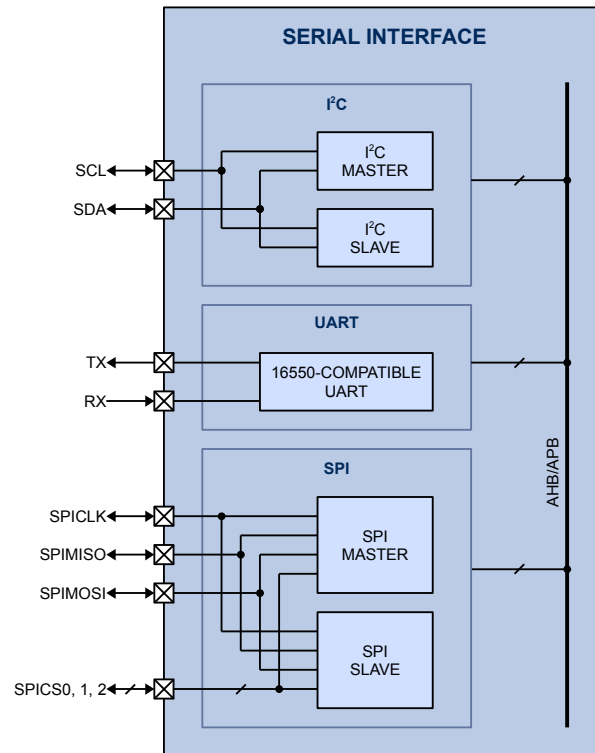 SERIAL INTERFACE
I²C
SCL
I²C
MASTER
SDA
I²C
SLAVE
UART
TX
16550-COMPATIBLE
UART
RX
AHB/APB
SPI
SPICLK
SPI
MASTER
SPIMISO
SPIMOSI
SPI
SLAVE
SPICS0, 1, 2